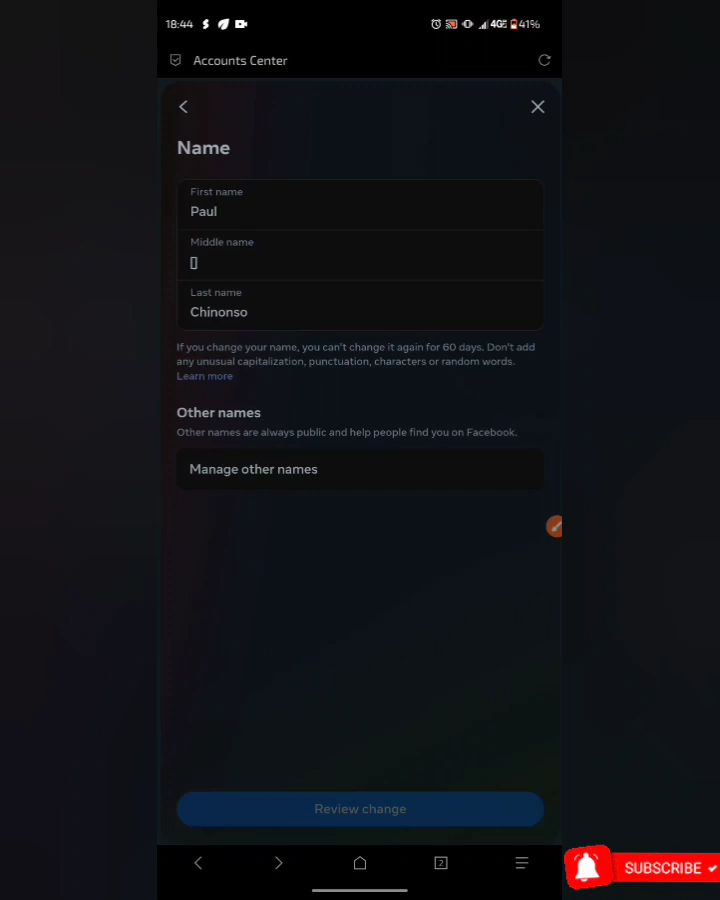 18:44 4G 41%
Accounts Center
Name
First name
Paul
Middle name
[]
Last name
Chinonso
If you change your name, you can't change it again for 60 days. Don't add
any unusual capitalization, punctuation, characters or random words.
Learn more
Other names
Other names are always public and help people find you on Facebook.
Manage other names
Review change
2
SUBSCRIBE